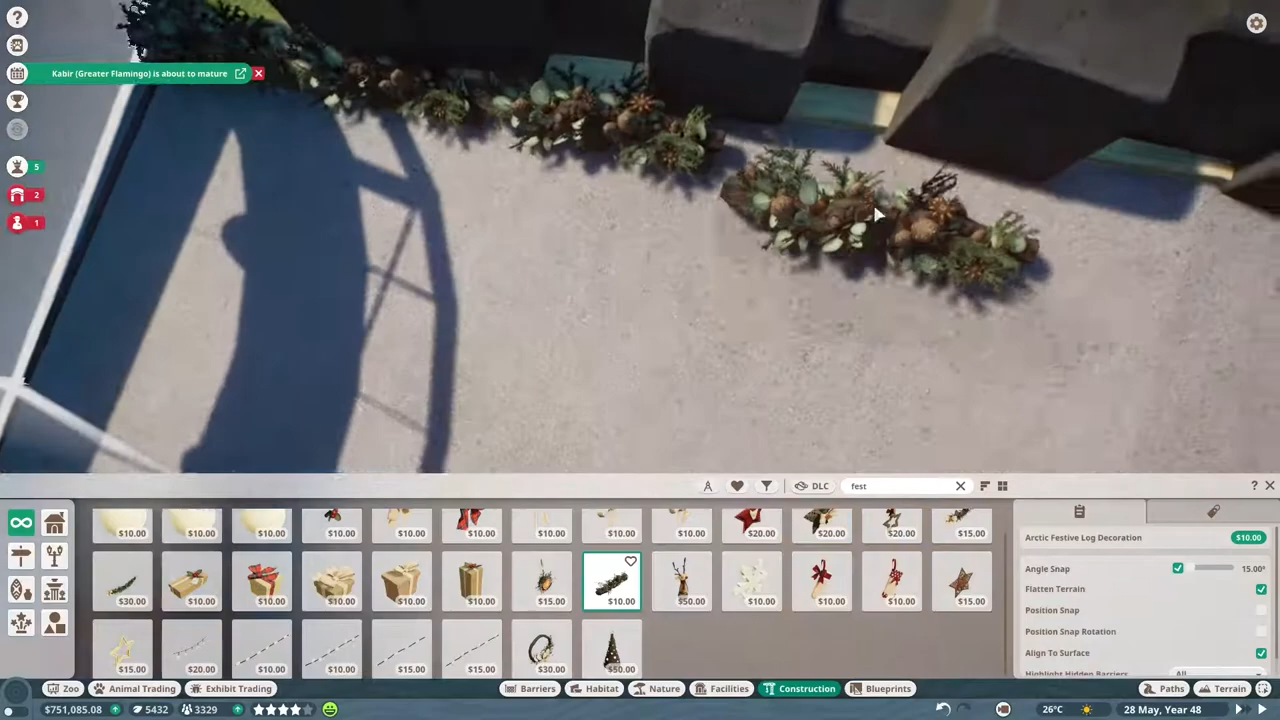 Kabir (Greater Flamingo) is about to mature
5
2
1
DLC
fest
$10.00 $10.00 $10.00 $10.00 $10.00 $10.00 $10.00 $10.00 $10.00 $20.00 $20.00 $20.00 $15.00
$30.00 $10.00 $10.00 $10.00 $10.00 $10.00 $15.00 $10.00 $50.00 $10.00 $10.00 $10.00 $15.00
$15.00 $20.00 $10.00 $10.00 $15.00 $15.00 $30.00 $50.00
Arctic Festive Log Decoration $10.00
Angle Snap 15.00°
Flatten Terrain
Position Snap
Position Snap Rotation
Align To Surface
Highlight Hidden Barriers All
Zoo Animal Trading Exhibit Trading Barriers Habitat Nature Facilities Construction Blueprints Paths Terrain
$751,085.08 5432 3329 26°C 28 May, Year 48